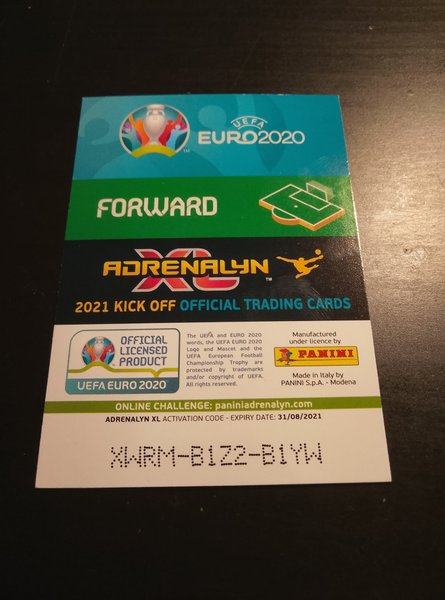 UEFA
EURO2020
TM
FORWARD
ADRENALYN
XL TM
2021 KICK OFF OFFICIAL TRADING CARDS
OFFICIAL
LICENSED
PRODUCT
UEFA EURO 2020
The UEFA and EURO 2020
words, the UEFA EURO 2020
Logo and Mascot and the
UEFA European Football
Championship Trophy are
protected by trademarks
and/or copyright of UEFA.
All rights reserved.
Manufactured
under licence by
PANINI
Made in Italy by
PANINI S.p.A. - Modena
ONLINE CHALLENGE: paniniadrenalyn.com
ADRENALYN XL ACTIVATION CODE - EXPIRY DATE: 31/08/2021
XWRM-B1Z2-B1YW